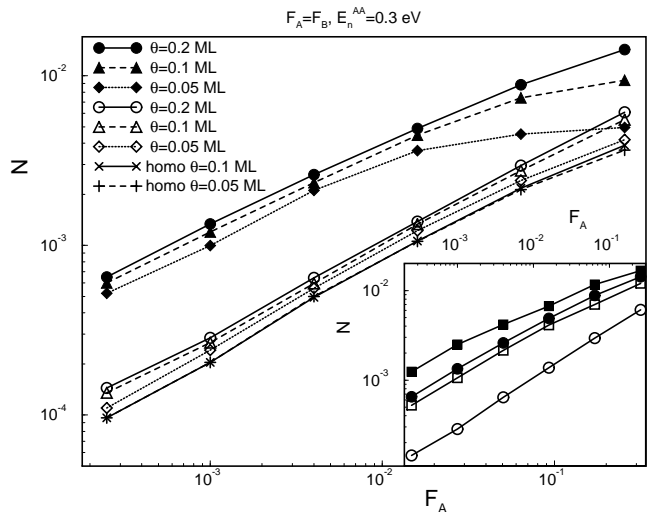 F_A=F_B, E_n^AA=0.3 eV
θ=0.2 ML
θ=0.1 ML
θ=0.05 ML
θ=0.2 ML
θ=0.1 ML
θ=0.05 ML
homo θ=0.1 ML
homo θ=0.05 ML
N
10^-2
10^-3
10^-4
10^-3
10^-2
10^-1
F_A
F_A
10^-3
10^-2
10^-1
N
10^-2
10^-3